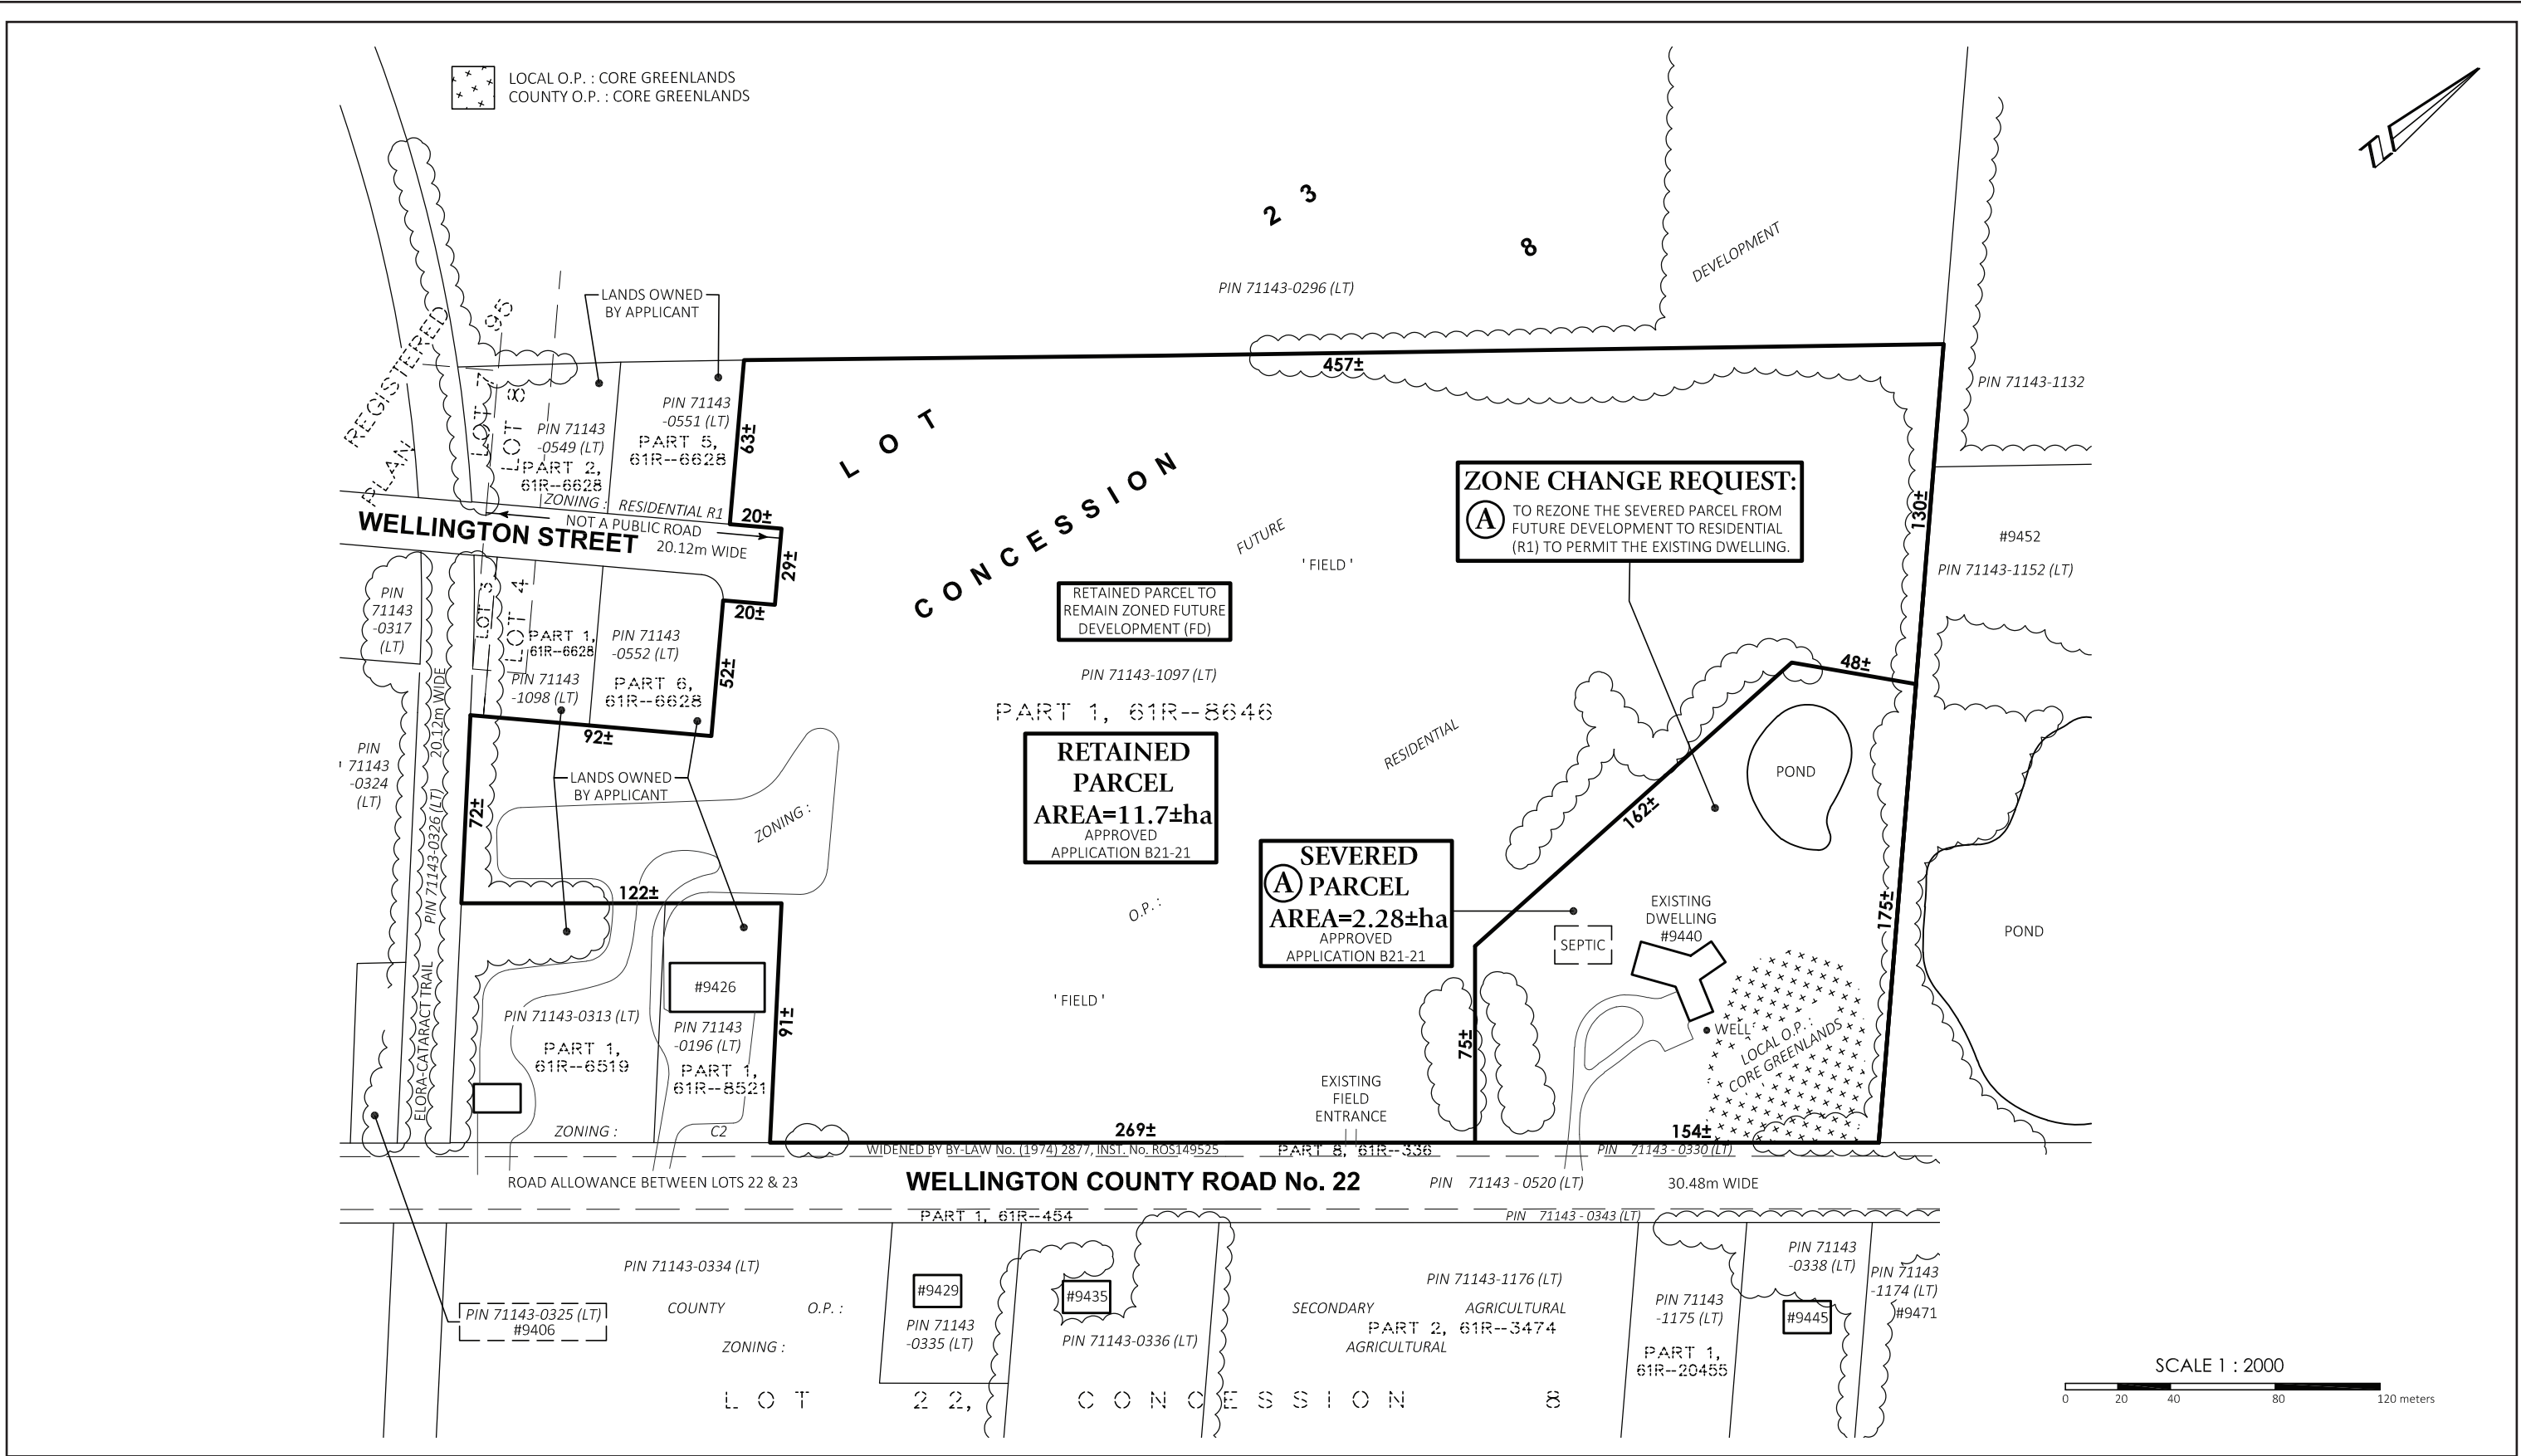 LOCAL O.P. : CORE GREENLANDS
COUNTY O.P. : CORE GREENLANDS
LANDS OWNED
BY APPLICANT
REGISTERED
PLAN
95
LOT 7
LOT 8
PIN 71143
-0549 (LT)
PART 2,
61R--6628
PIN 71143
-0551 (LT)
PART 5,
61R--6628
ZONING : RESIDENTIAL R1
NOT A PUBLIC ROAD
WELLINGTON STREET
20.12m WIDE
63±
20±
29±
20±
52±
92±
72±
122±
91±
457±
130±
48±
162±
175±
75±
269±
154±
LOT 23
CONCESSION 8
PIN 71143-0296 (LT)
FUTURE
DEVELOPMENT
RESIDENTIAL
ZONING :
O.P. :
' FIELD '
PIN 71143-1132
#9452
PIN 71143-1152 (LT)
ZONE CHANGE REQUEST:
A
TO REZONE THE SEVERED PARCEL FROM
FUTURE DEVELOPMENT TO RESIDENTIAL
(R1) TO PERMIT THE EXISTING DWELLING.
RETAINED PARCEL TO
REMAIN ZONED FUTURE
DEVELOPMENT (FD)
PIN 71143-1097 (LT)
PART 1, 61R--8646
RETAINED
PARCEL
AREA=11.7±ha
APPROVED
APPLICATION B21-21
PIN
71143
-0317
(LT)
LOT 3
LOT 4
PART 1,
61R--6628
PIN 71143
-1098 (LT)
PIN 71143
-0552 (LT)
PART 6,
61R--6628
PIN
71143
-0324
(LT)
20.12m WIDE
PIN 71143-0326 (LT)
ELORA-CATARACT TRAIL
LANDS OWNED
BY APPLICANT
SEVERED
A PARCEL
AREA=2.28±ha
APPROVED
APPLICATION B21-21
POND
EXISTING
DWELLING
#9440
SEPTIC
WELL
LOCAL O.P. :
CORE GREENLANDS
POND
#9426
PIN 71143-0313 (LT)
PART 1,
61R--6519
PIN 71143
-0196 (LT)
PART 1,
61R--8521
ZONING : C2
' FIELD '
EXISTING
FIELD
ENTRANCE
WIDENED BY BY-LAW No. (1974) 2877, INST. No. ROS149525
PART 8, 61R--336
PIN 71143 - 0330 (LT)
ROAD ALLOWANCE BETWEEN LOTS 22 & 23
WELLINGTON COUNTY ROAD No. 22
PIN 71143 - 0520 (LT)
30.48m WIDE
PART 1, 61R--454
PIN 71143 - 0343 (LT)
PIN 71143-0334 (LT)
PIN 71143-0325 (LT)
#9406
COUNTY O.P. : SECONDARY AGRICULTURAL
ZONING : AGRICULTURAL
#9429
PIN 71143
-0335 (LT)
#9435
PIN 71143-0336 (LT)
PIN 71143-1176 (LT)
PART 2, 61R--3474
PIN 71143
-1175 (LT)
PART 1,
61R--20455
PIN 71143
-0338 (LT)
#9445
PIN 71143
-1174 (LT)
#9471
LOT 22, CONCESSION 8
SCALE 1 : 2000
0 20 40 80 120 meters